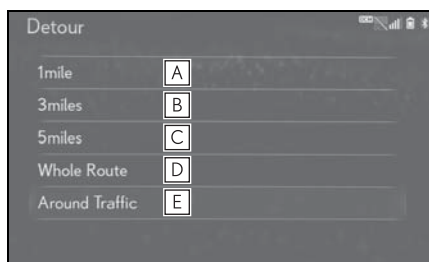 Detour
1mile A
3miles B
5miles C
Whole Route D
Around Traffic E